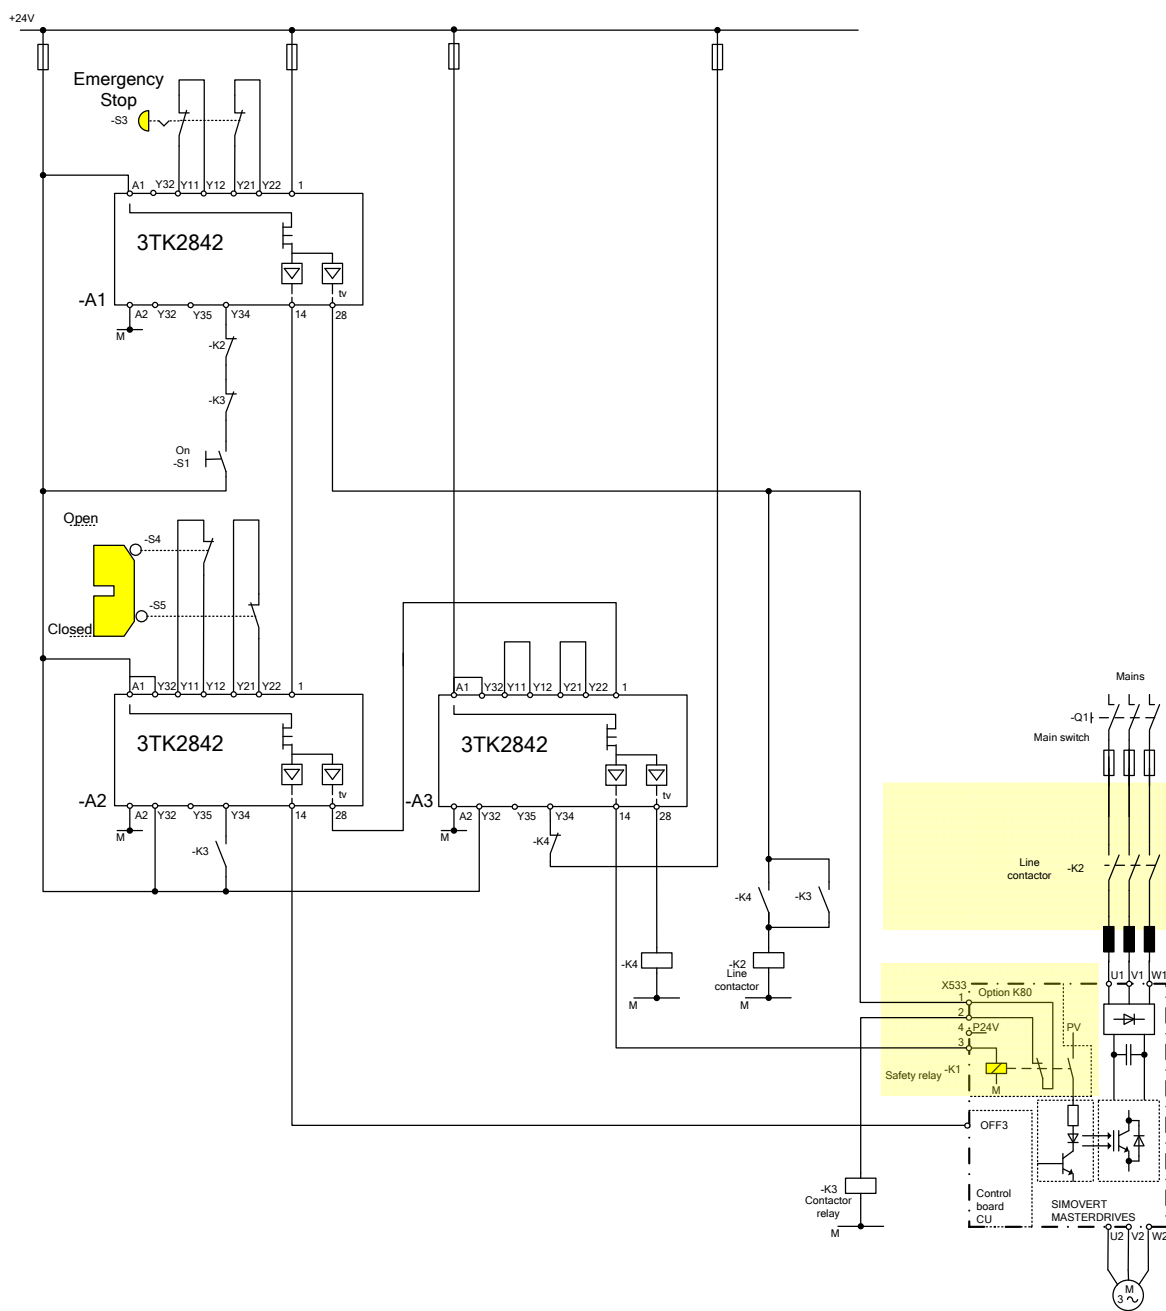 +24V
Emergency
Stop
-S3
A1 Y32 Y11 Y12 Y21 Y22 1
3TK2842
-A1
tv
A2 Y32 Y35 Y34 14 28
M
-K2
-K3
On
-S1
Open
-S4
-S5
Closed
A1 Y32 Y11 Y12 Y21 Y22 1
3TK2842
-A2
tv
A2 Y32 Y35 Y34 14 28
M
-K3
A1 Y32 Y11 Y12 Y21 Y22 1
3TK2842
-A3
tv
A2 Y32 Y35 Y34 14 28
M
-K4
-K4
M
-K4 -K3
-K2
Line
contactor
M
Mains
L L L
-Q1
Main switch
Line
contactor
-K2
U1 V1 W1
X533
Option K80
1
2
4 P24V
3
PV
Safety relay -K1
M
OFF3
-K3
Contactor
relay
M
Control
board
CU
SIMOVERT
MASTERDRIVES
U2 V2 W2
M
3 ~